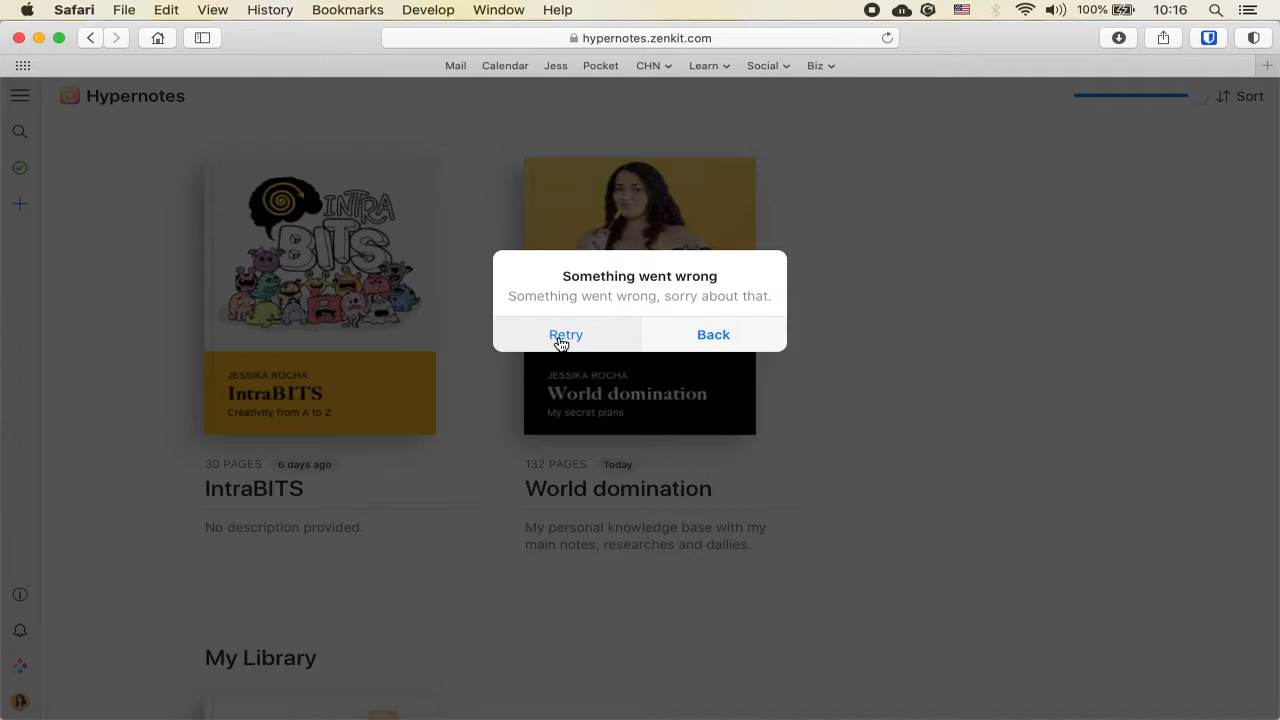 Safari File Edit View History Bookmarks Develop Window Help 100% 10:16
hypernotes.zenkit.com
Mail Calendar Jess Pocket CHN Learn Social Biz
Hypernotes
Sort
INTRA
BITS
Something went wrong
Something went wrong, sorry about that.
Retry Back
JESSIKA ROCHA
IntraBITS
Creativity from A to Z
JESSIKA ROCHA
World domination
My secret plans
30 PAGES 6 days ago
IntraBITS
No description provided.
132 PAGES Today
World domination
My personal knowledge base with my
main notes, researches and dailies.
My Library